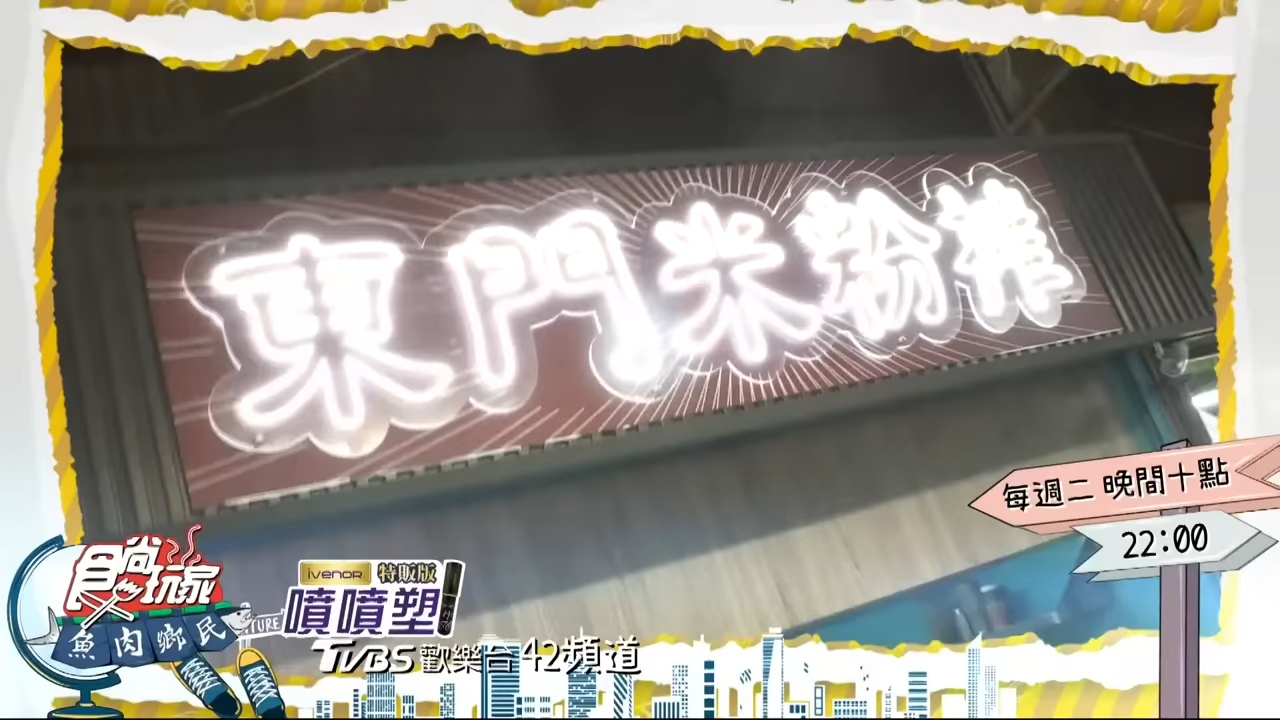 東門米粉
每週二 晚間十點
22:00
食尚玩家
魚肉鄉民
ivenor 特販版
噴噴塑
TVBS 歡樂台 42頻道